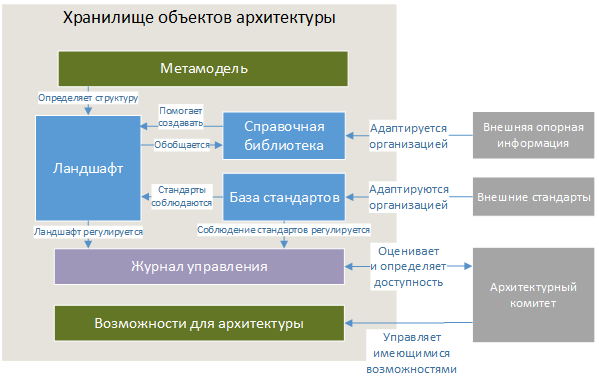 Хранилище объектов архитектуры
Метамодель
Определяет структуру
Ландшафт
Помогает
создавать
Обобщается
Справочная
библиотека
Адаптируется
организацией
Внешняя опорная
информация
Стандарты
соблюдаются
База стандартов
Адаптируются
организацией
Внешние стандарты
Ландшафт регулируется
Соблюдение стандартов регулируется
Журнал управления
Оценивает
и определяет
доступность
Архитектурный
комитет
Возможности для архитектуры
Управляет
имеющимися
возможностями